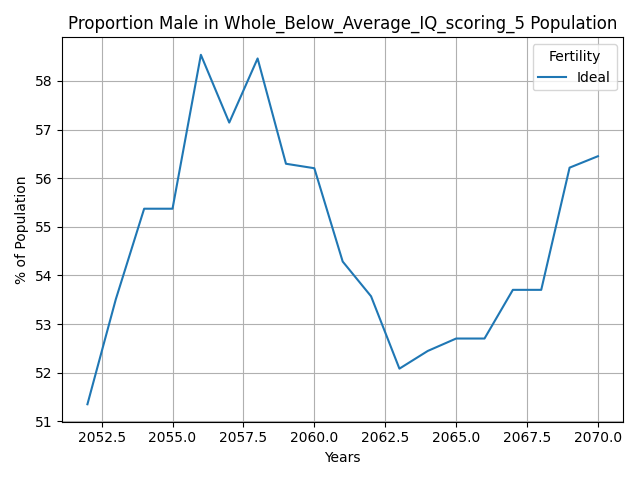 Proportion Male in Whole_Below_Average_IQ_scoring_5 Population
Fertility
Ideal
% of Population
58
57
56
55
54
53
52
51
2052.5 2055.0 2057.5 2060.0 2062.5 2065.0 2067.5 2070.0
Years